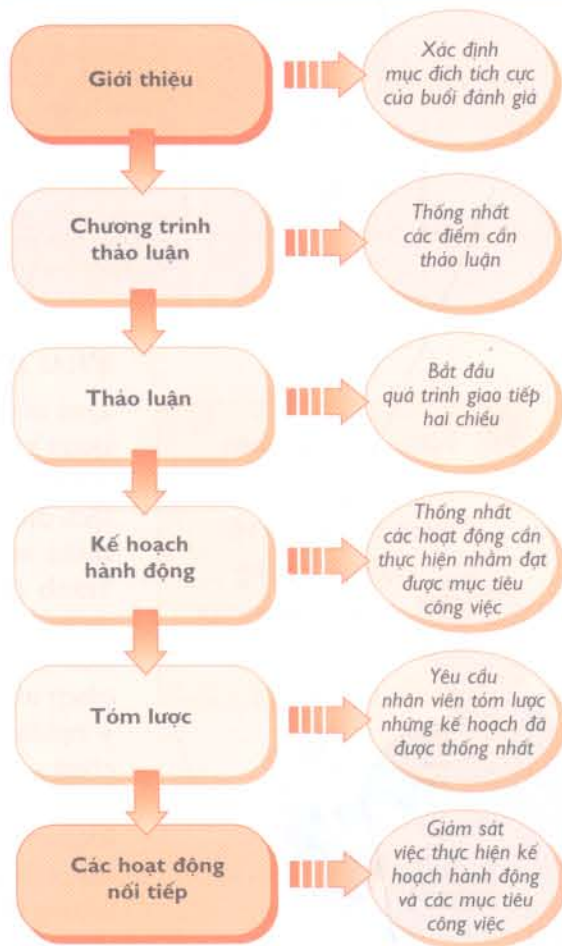 Giới thiệu
Xác định
mục đích tích cực
của buổi đánh giá
Chương trình
thảo luận
Thống nhất
các điểm cần
thảo luận
Thảo luận
Bắt đầu
quá trình giao tiếp
hai chiều
Kế hoạch
hành động
Thống nhất
các hoạt động cần
thực hiện nhằm đạt
được mục tiêu
công việc
Tóm lược
Yêu cầu
nhân viên tóm lược
những kế hoạch đã
được thống nhất
Các hoạt động
nối tiếp
Giám sát
việc thực hiện kế
hoạch hành động
và các mục tiêu
công việc